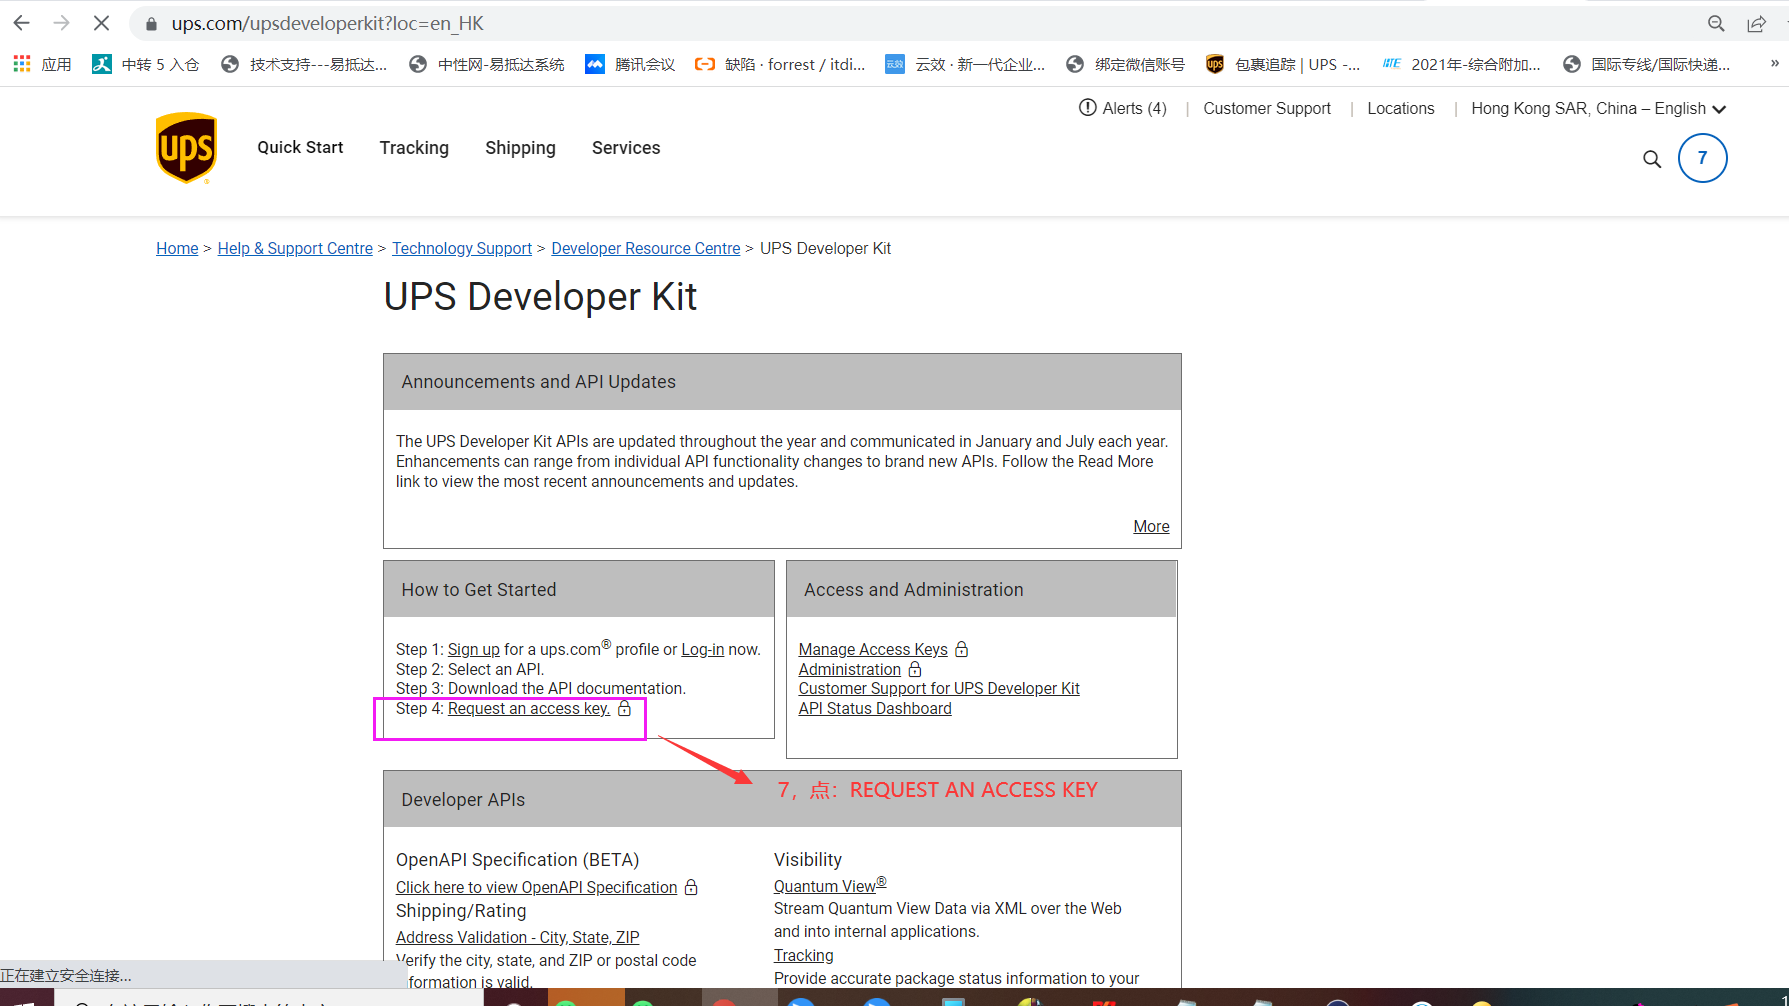 ups.com/upsdeveloperkit?loc=en_HK
应用 中转 5 入仓 技术支持---易抵达... 中性网-易抵达系统 腾讯会议 缺陷 · forrest / itdi... 云效 云效 · 新一代企业... 绑定微信账号 包裹追踪 | UPS -... 2021年-综合附加... 国际专线/国际快递... »
Alerts (4) | Customer Support | Locations | Hong Kong SAR, China – English
ups
Quick Start Tracking Shipping Services
7
Home > Help & Support Centre > Technology Support > Developer Resource Centre > UPS Developer Kit
UPS Developer Kit
Announcements and API Updates
The UPS Developer Kit APIs are updated throughout the year and communicated in January and July each year.
Enhancements can range from individual API functionality changes to brand new APIs. Follow the Read More
link to view the most recent announcements and updates.
More
How to Get Started
Step 1: Sign up for a ups.com® profile or Log-in now.
Step 2: Select an API.
Step 3: Download the API documentation.
Step 4: Request an access key.
Access and Administration
Manage Access Keys
Administration
Customer Support for UPS Developer Kit
API Status Dashboard
7，点：REQUEST AN ACCESS KEY
Developer APIs
OpenAPI Specification (BETA)
Click here to view OpenAPI Specification
Shipping/Rating
Address Validation - City, State, ZIP
Verify the city, state, and ZIP or postal code
information is valid.
Visibility
Quantum View®
Stream Quantum View Data via XML over the Web
and into internal applications.
Tracking
Provide accurate package status information to your
正在建立安全连接...